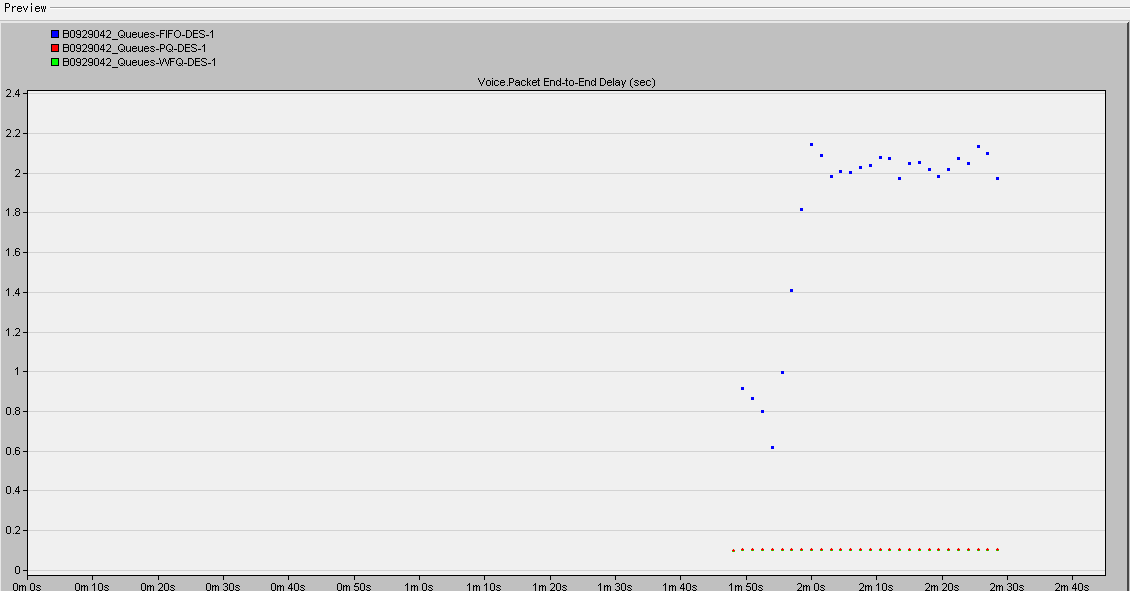 Preview
B0929042_Queues-FIFO-DES-1
B0929042_Queues-PQ-DES-1
B0929042_Queues-WFQ-DES-1
Voice.Packet End-to-End Delay (sec)
2.4
2.2
2
1.8
1.6
1.4
1.2
1
0.8
0.6
0.4
0.2
0
0m 0s 0m 10s 0m 20s 0m 30s 0m 40s 0m 50s 1m 0s 1m 10s 1m 20s 1m 30s 1m 40s 1m 50s 2m 0s 2m 10s 2m 20s 2m 30s 2m 40s